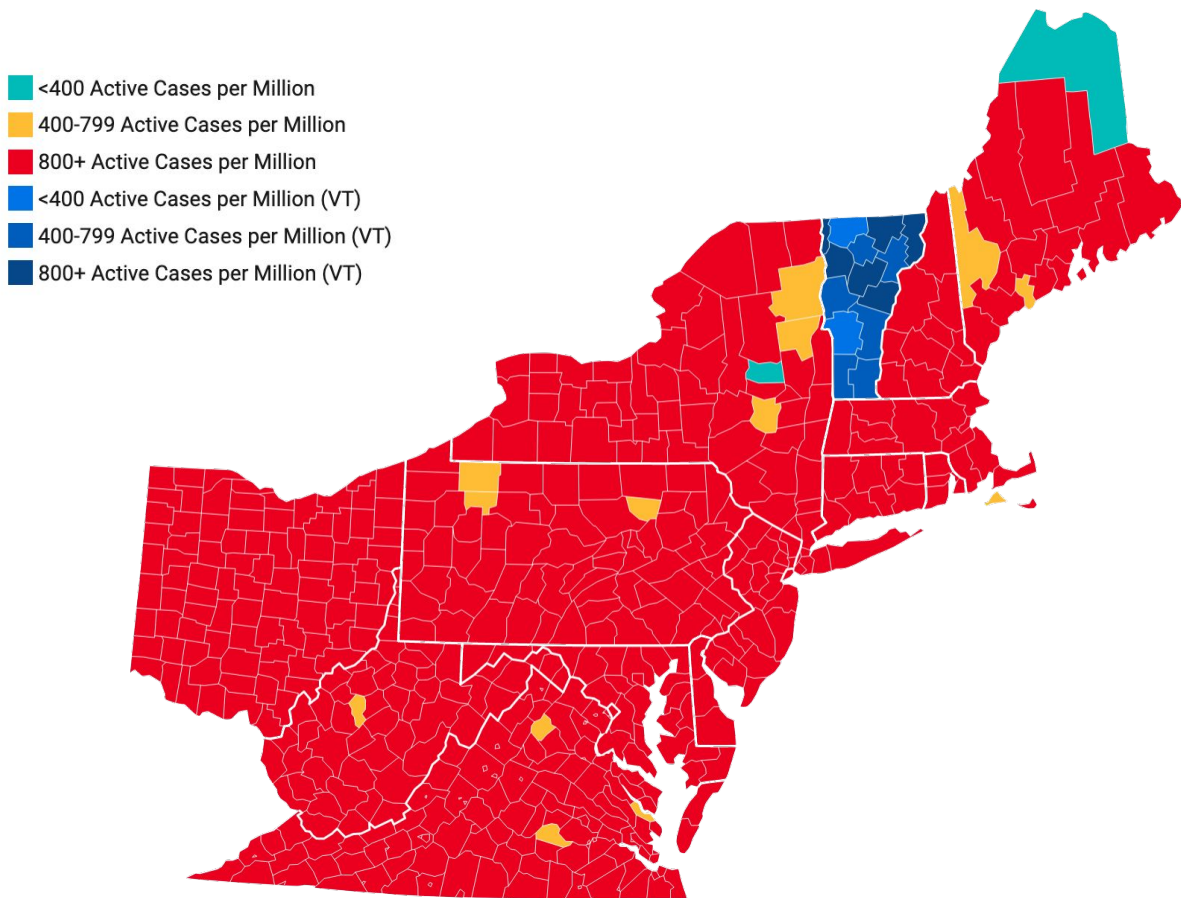 <400 Active Cases per Million
400-799 Active Cases per Million
800+ Active Cases per Million
<400 Active Cases per Million (VT)
400-799 Active Cases per Million (VT)
800+ Active Cases per Million (VT)